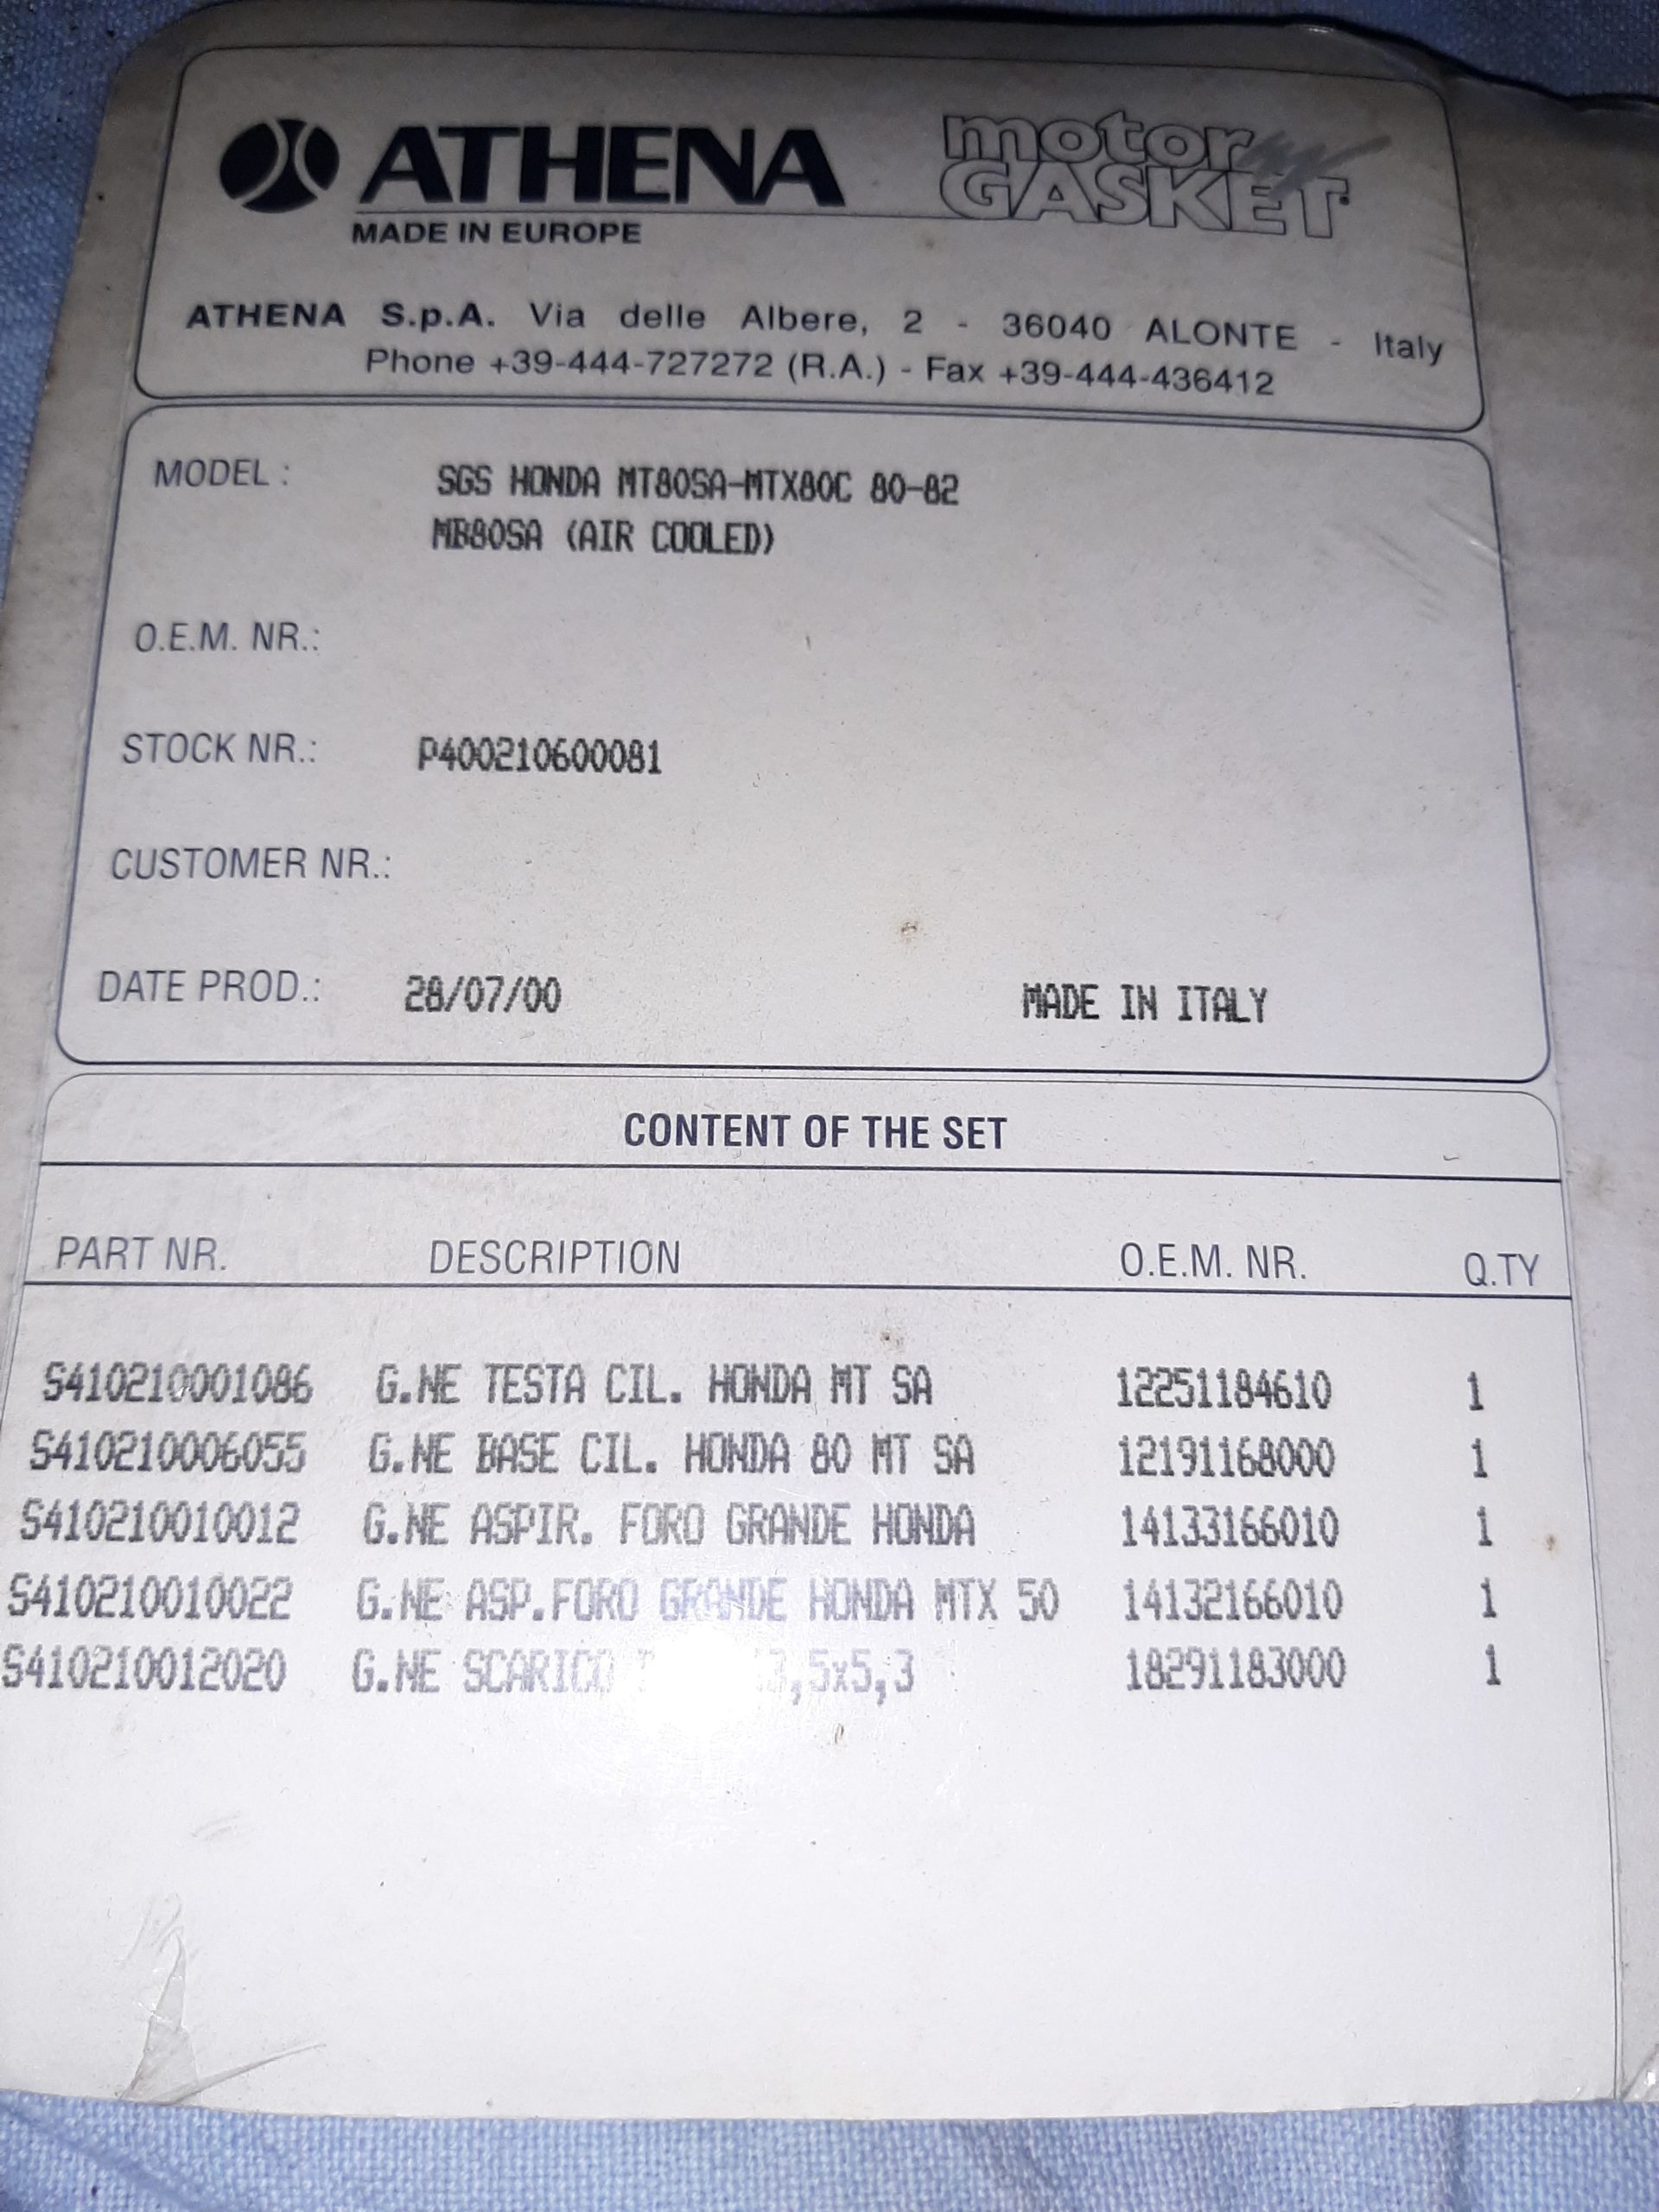 ATHENA motor
GASKET
MADE IN EUROPE
ATHENA S.p.A. Via delle Albere, 2 - 36040 ALONTE - Italy
Phone +39-444-727272 (R.A.) - Fax +39-444-436412
MODEL : SGS HONDA MT80SA-MTX80C 80-82
MB80SA (AIR COOLED)
O.E.M. NR.:
STOCK NR.: P400210600081
CUSTOMER NR.:
DATE PROD.: 28/07/00 MADE IN ITALY
CONTENT OF THE SET
PART NR. DESCRIPTION O.E.M. NR. Q.TY
S410210001086 G.NE TESTA CIL. HONDA MT SA 12251184610 1
S410210006055 G.NE BASE CIL. HONDA 80 MT SA 12191168000 1
S410210010012 G.NE ASPIR. FORO GRANDE HONDA 14133166010 1
S410210010022 G.NE ASP.FORO GRANDE HONDA MTX 50 14132166010 1
S410210012020 G.NE SCARICO 18291183000 1